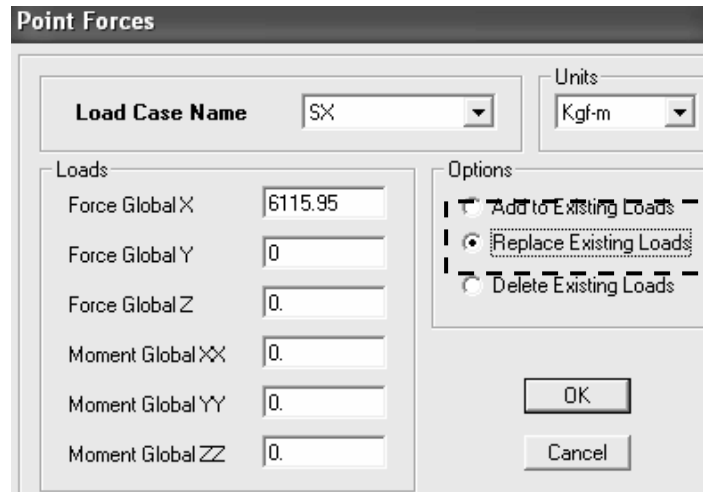 Point Forces
Units
Load Case Name SX Kgf-m
Loads Options
Force Global X 6115.95 Add to Existing Loads
Force Global Y 0 Replace Existing Loads
Force Global Z 0. Delete Existing Loads
Moment Global XX 0.
Moment Global YY 0. OK
Moment Global ZZ 0. Cancel